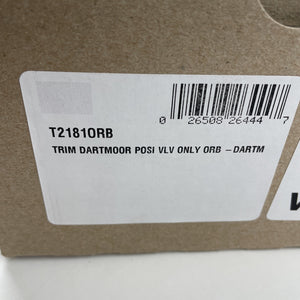 0 26508 26444 7
T2181ORB
TRIM DARTMOOR POSI VLV ONLY ORB – DARTM